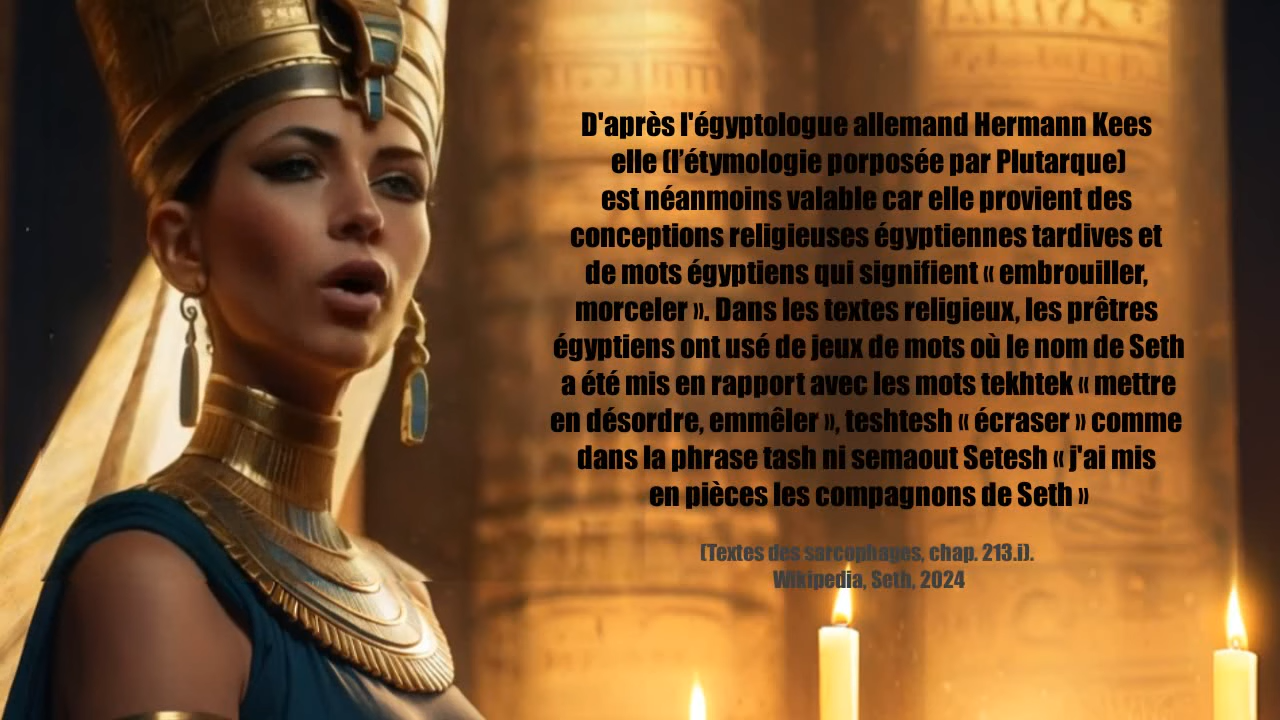 D'après l'égyptologue allemand Hermann Kees
elle (l’étymologie porposée par Plutarque)
est néanmoins valable car elle provient des
conceptions religieuses égyptiennes tardives et
de mots égyptiens qui signifient « embrouiller,
morceler ». Dans les textes religieux, les prêtres
égyptiens ont usé de jeux de mots où le nom de Seth
a été mis en rapport avec les mots tekhtek « mettre
en désordre, emmêler », teshtesh « écraser » comme
dans la phrase tash ni semaout Setesh « j'ai mis
en pièces les compagnons de Seth »
(Textes des sarcophages, chap. 213.i).
Wikipedia, Seth, 2024